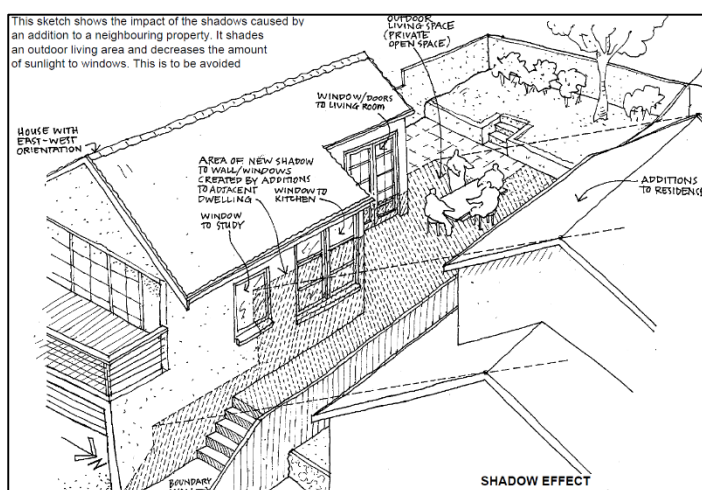 This sketch shows the impact of the shadows caused by
an addition to a neighbouring property. It shades
an outdoor living area and decreases the amount
of sunlight to windows. This is to be avoided
OUTDOOR
LIVING SPACE
(PRIVATE
OPEN SPACE)
WINDOW/DOORS
TO LIVING ROOM
HOUSE WITH
EAST-WEST
ORIENTATION
AREA OF NEW SHADOW
TO WALL/WINDOWS
CREATED BY ADDITIONS
TO ADJACENT
DWELLING
WINDOW TO
KITCHEN
WINDOW
TO STUDY
ADDITIONS
TO RESIDENCE
N
BOUNDARY
SHADOW EFFECT